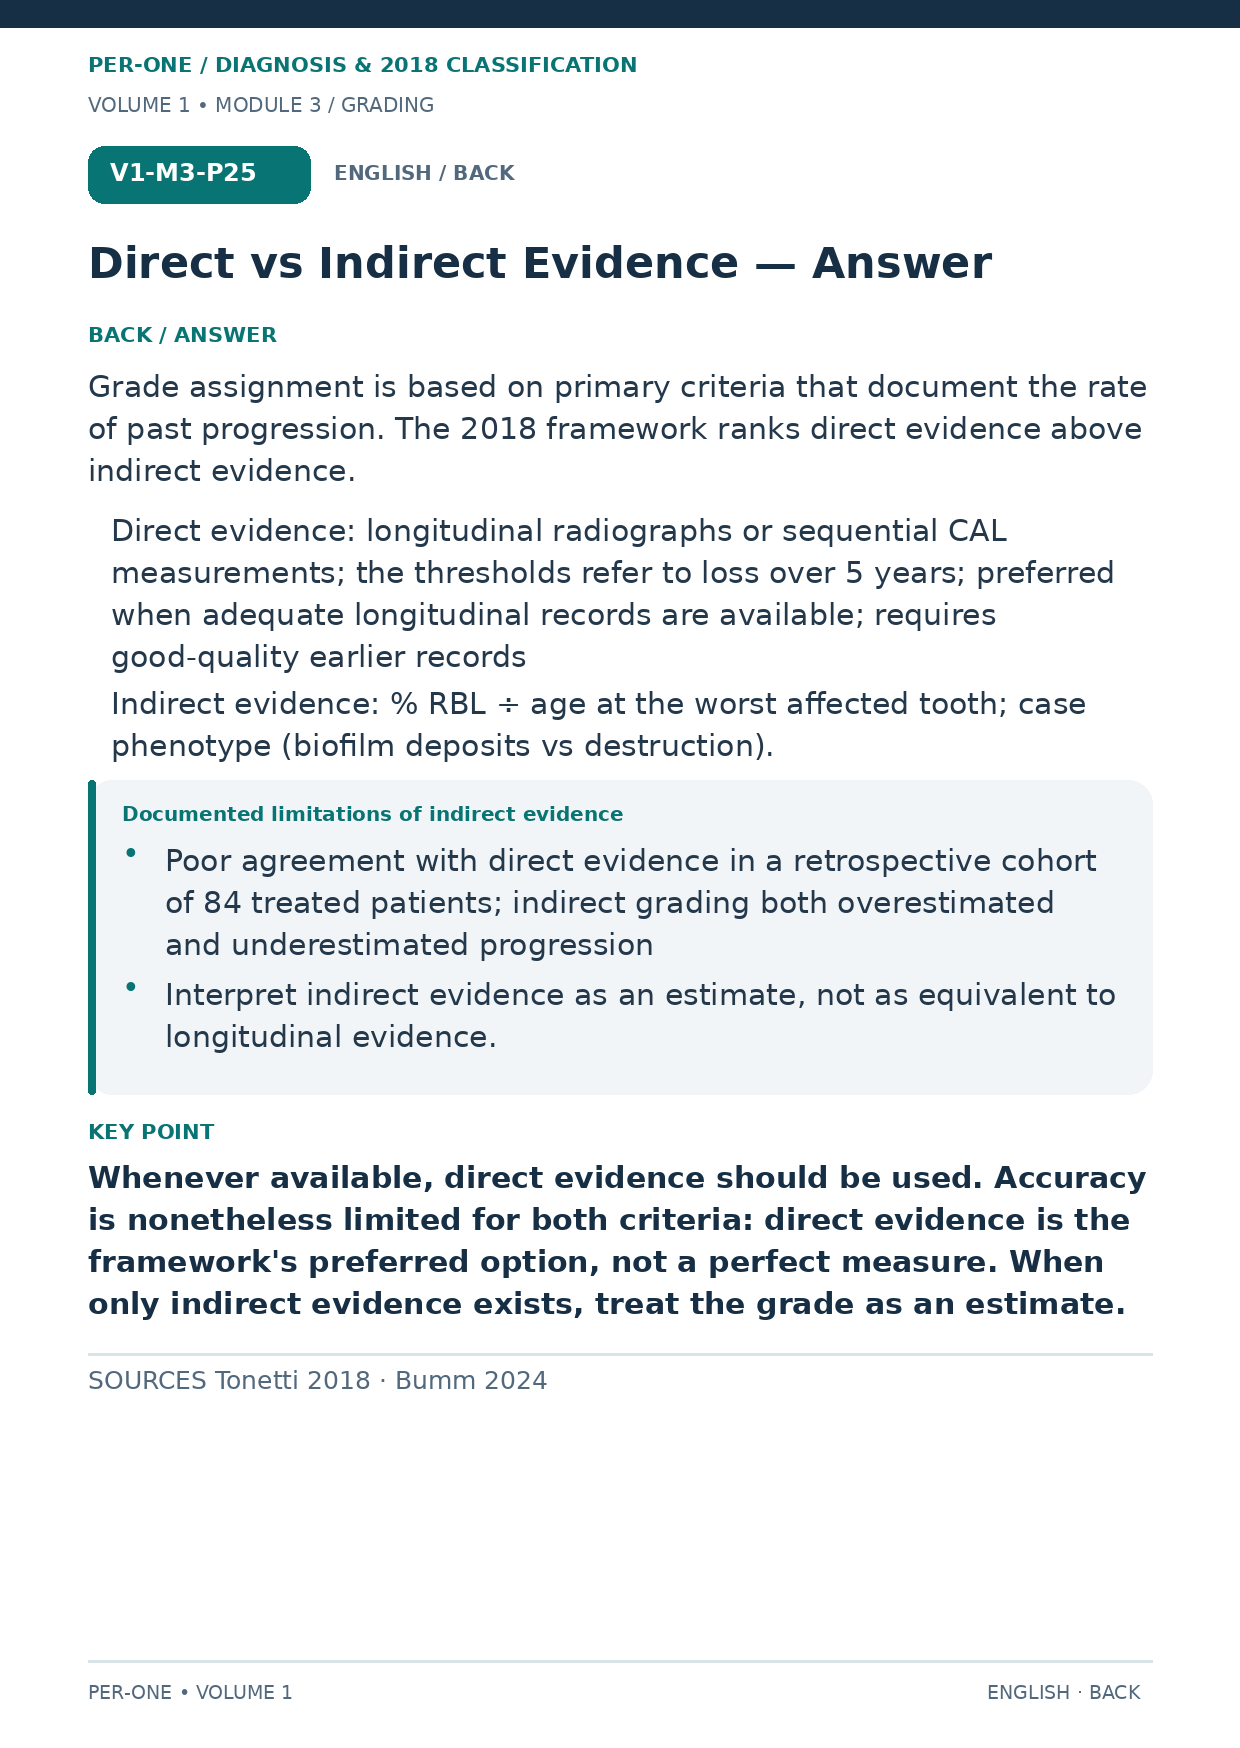 PER-ONE / DIAGNOSIS & 2018 CLASSIFICATION
VOLUME 1 • MODULE 3 / GRADING
V1-M3-P25
ENGLISH / BACK
Direct vs Indirect Evidence — Answer
BACK / ANSWER
Grade assignment is based on primary criteria that document the rate
of past progression. The 2018 framework ranks direct evidence above
indirect evidence.
Direct evidence: longitudinal radiographs or sequential CAL
measurements; the thresholds refer to loss over 5 years; preferred
when adequate longitudinal records are available; requires
good-quality earlier records
Indirect evidence: % RBL ÷ age at the worst affected tooth; case
phenotype (biofilm deposits vs destruction).
Documented limitations of indirect evidence
• Poor agreement with direct evidence in a retrospective cohort
of 84 treated patients; indirect grading both overestimated
and underestimated progression
• Interpret indirect evidence as an estimate, not as equivalent to
longitudinal evidence.
KEY POINT
Whenever available, direct evidence should be used. Accuracy
is nonetheless limited for both criteria: direct evidence is the
framework's preferred option, not a perfect measure. When
only indirect evidence exists, treat the grade as an estimate.
SOURCES Tonetti 2018 · Bumm 2024
PER-ONE • VOLUME 1
ENGLISH · BACK